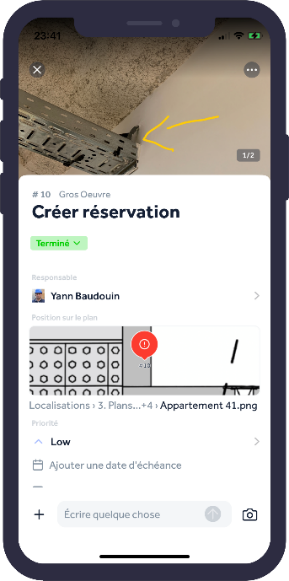 23:41
1/2
# 10 Gros Oeuvre
Créer réservation
Terminé
Responsable
Yann Baudouin
Position sur le plan
#10
Localisations › 3. Plans...+4 › Appartement 41.png
Priorité
Low
Ajouter une date d'échéance
Écrire quelque chose